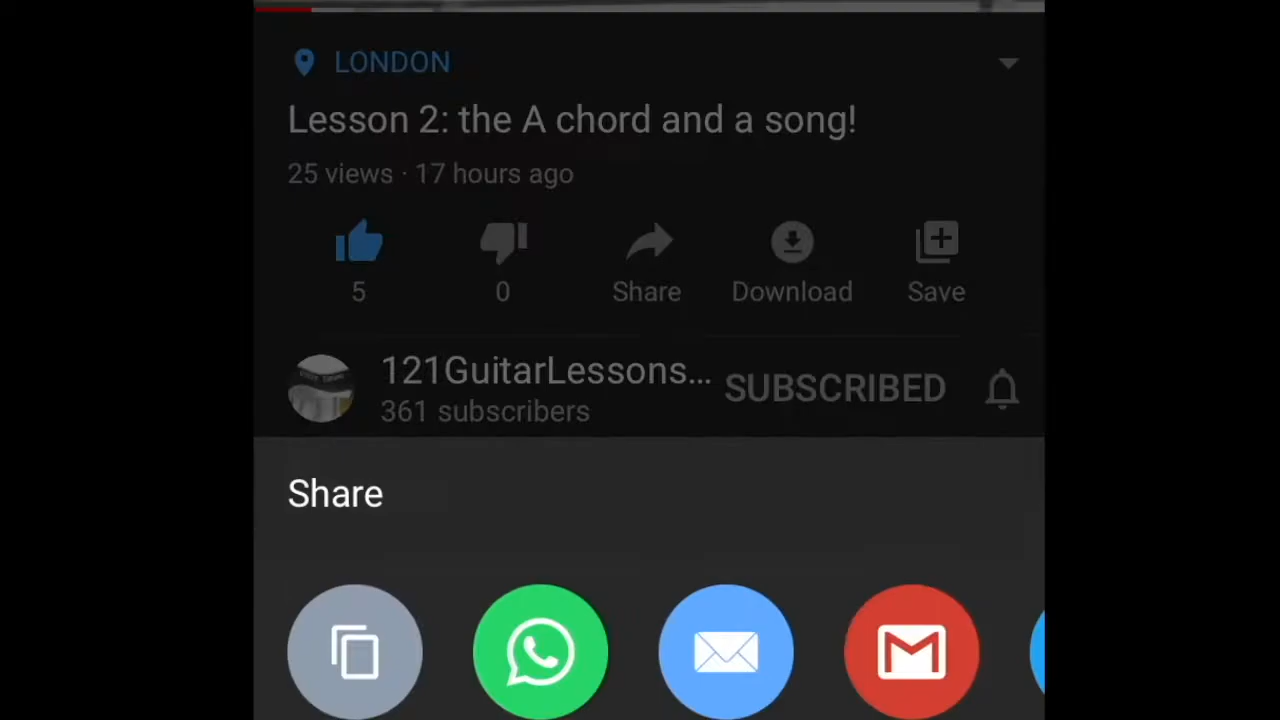 LONDON
Lesson 2: the A chord and a song!
25 views · 17 hours ago
5
0
Share
Download
Save
121GuitarLessons...
SUBSCRIBED
361 subscribers
Share